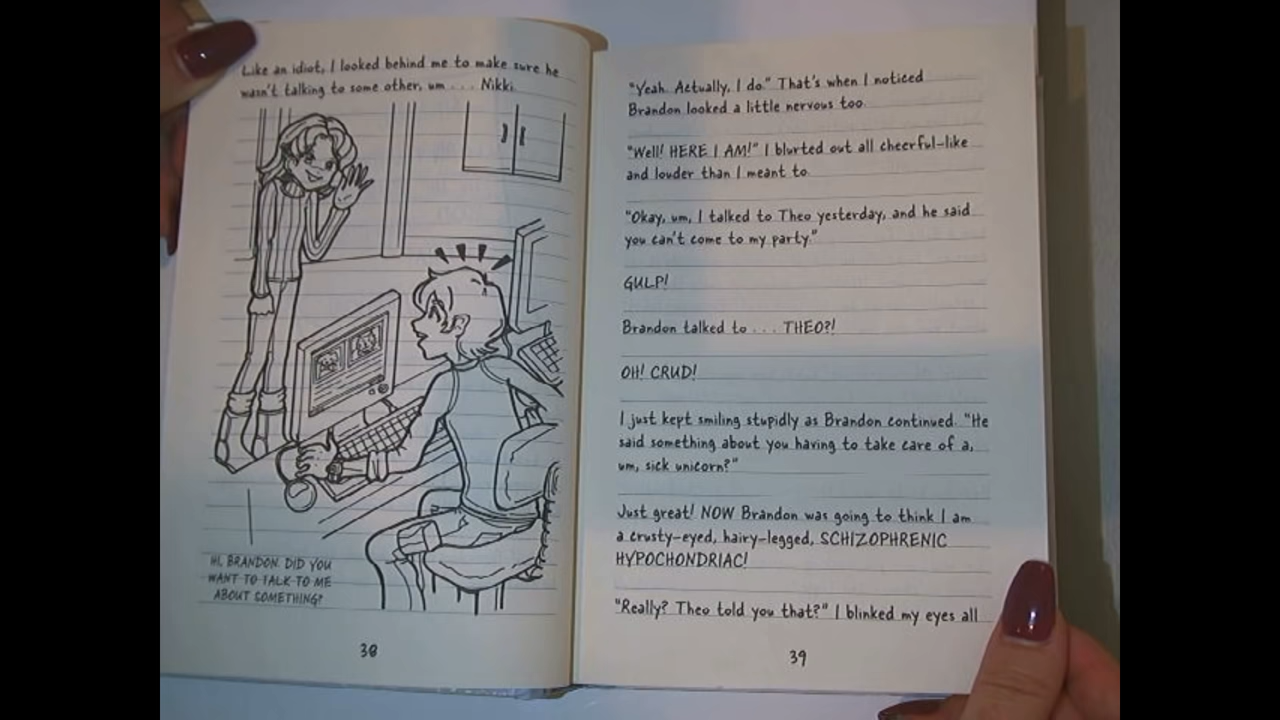 Like an idiot, I looked behind me to make sure he
wasn't talking to some other, um . . . Nikki.
HI, BRANDON. DID YOU
WANT TO TALK TO ME
ABOUT SOMETHING?
38
"Yeah. Actually, I do." That's when I noticed
Brandon looked a little nervous too.
"Well! HERE I AM!" I blurted out all cheerful-like
and louder than I meant to.
"Okay, um, I talked to Theo yesterday, and he said
you can't come to my party."
GULP!
Brandon talked to . . . THEO?!
OH! CRUD!
I just kept smiling stupidly as Brandon continued. "He
said something about you having to take care of a,
um, sick unicorn?"
Just great! NOW Brandon was going to think I am
a crusty-eyed, hairy-legged, SCHIZOPHRENIC
HYPOCHONDRIAC!
"Really? Theo told you that?" I blinked my eyes all
39